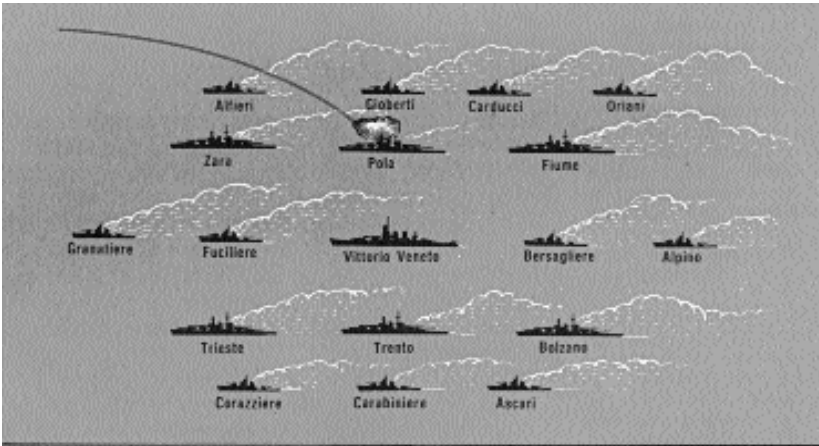 Alfieri Gioberti Carducci Oriani
Zara Pola Fiume
Granatiere Fuciliere Vittorio Veneto Bersagliere Alpino
Trieste Trento Bolzano
Corazziere Carabiniere Ascari